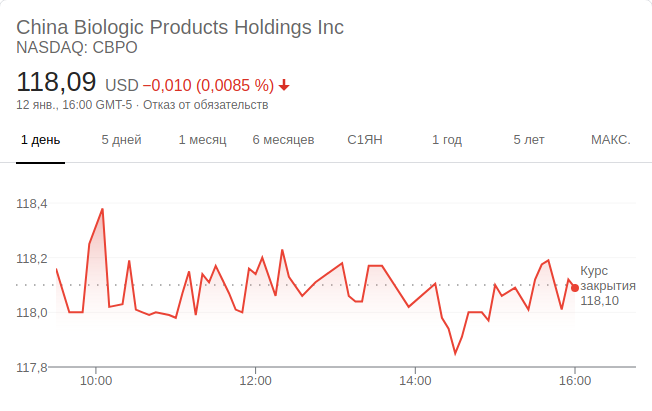 China Biologic Products Holdings Inc
NASDAQ: CBPO
118,09 USD −0,010 (0,0085 %)
12 янв., 16:00 GMT-5 · Отказ от обязательств
1 день 5 дней 1 месяц 6 месяцев С1ЯН 1 год 5 лет МАКС.
118,4
118,2
118,0
117,8
Курс
закрытия
118,10
10:00 12:00 14:00 16:00